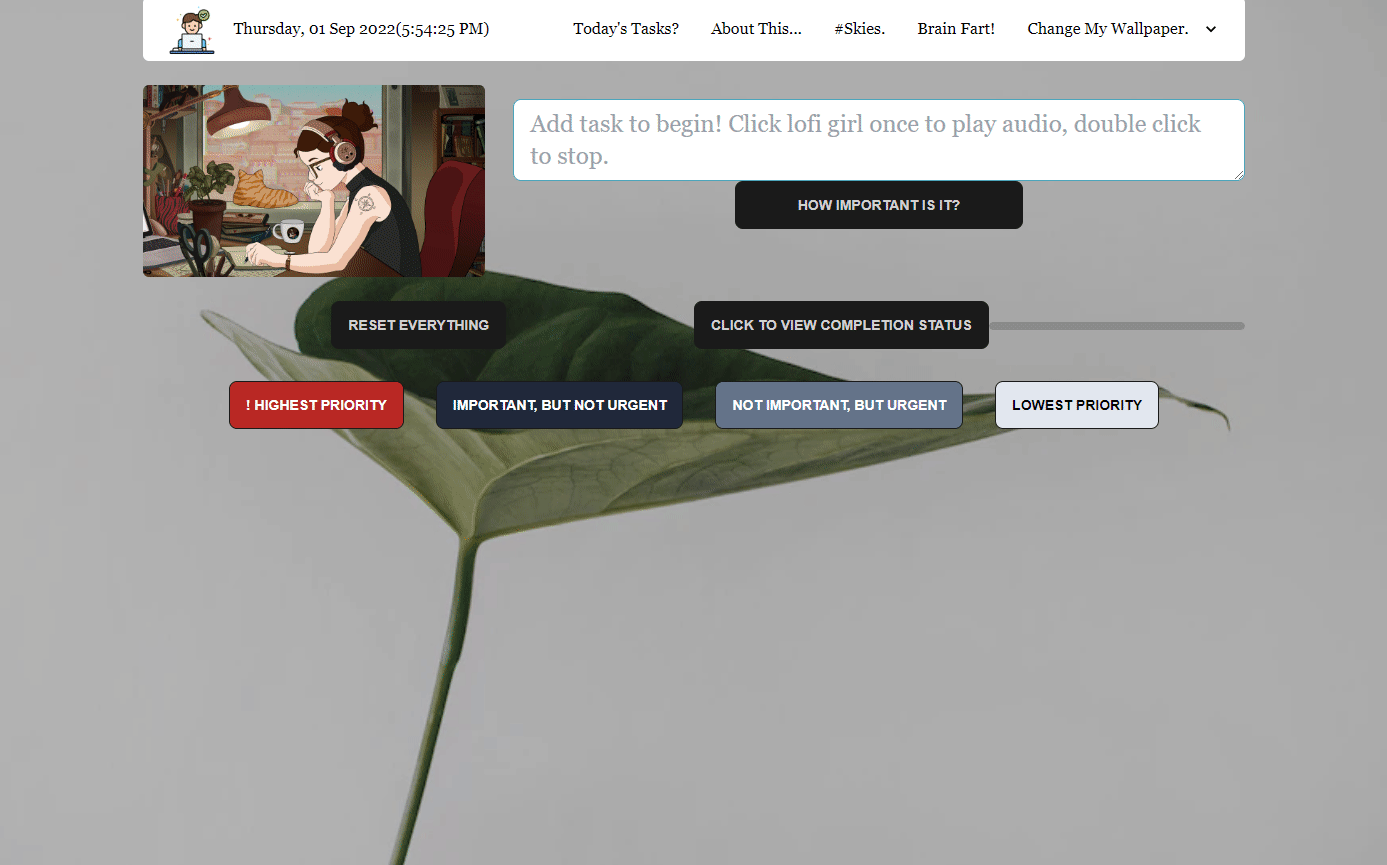 Thursday, 01 Sep 2022(5:54:25 PM)
Today's Tasks?
About This...
#Skies.
Brain Fart!
Change My Wallpaper.
Add task to begin! Click lofi girl once to play audio, double click
to stop.
HOW IMPORTANT IS IT?
RESET EVERYTHING
CLICK TO VIEW COMPLETION STATUS
! HIGHEST PRIORITY
IMPORTANT, BUT NOT URGENT
NOT IMPORTANT, BUT URGENT
LOWEST PRIORITY